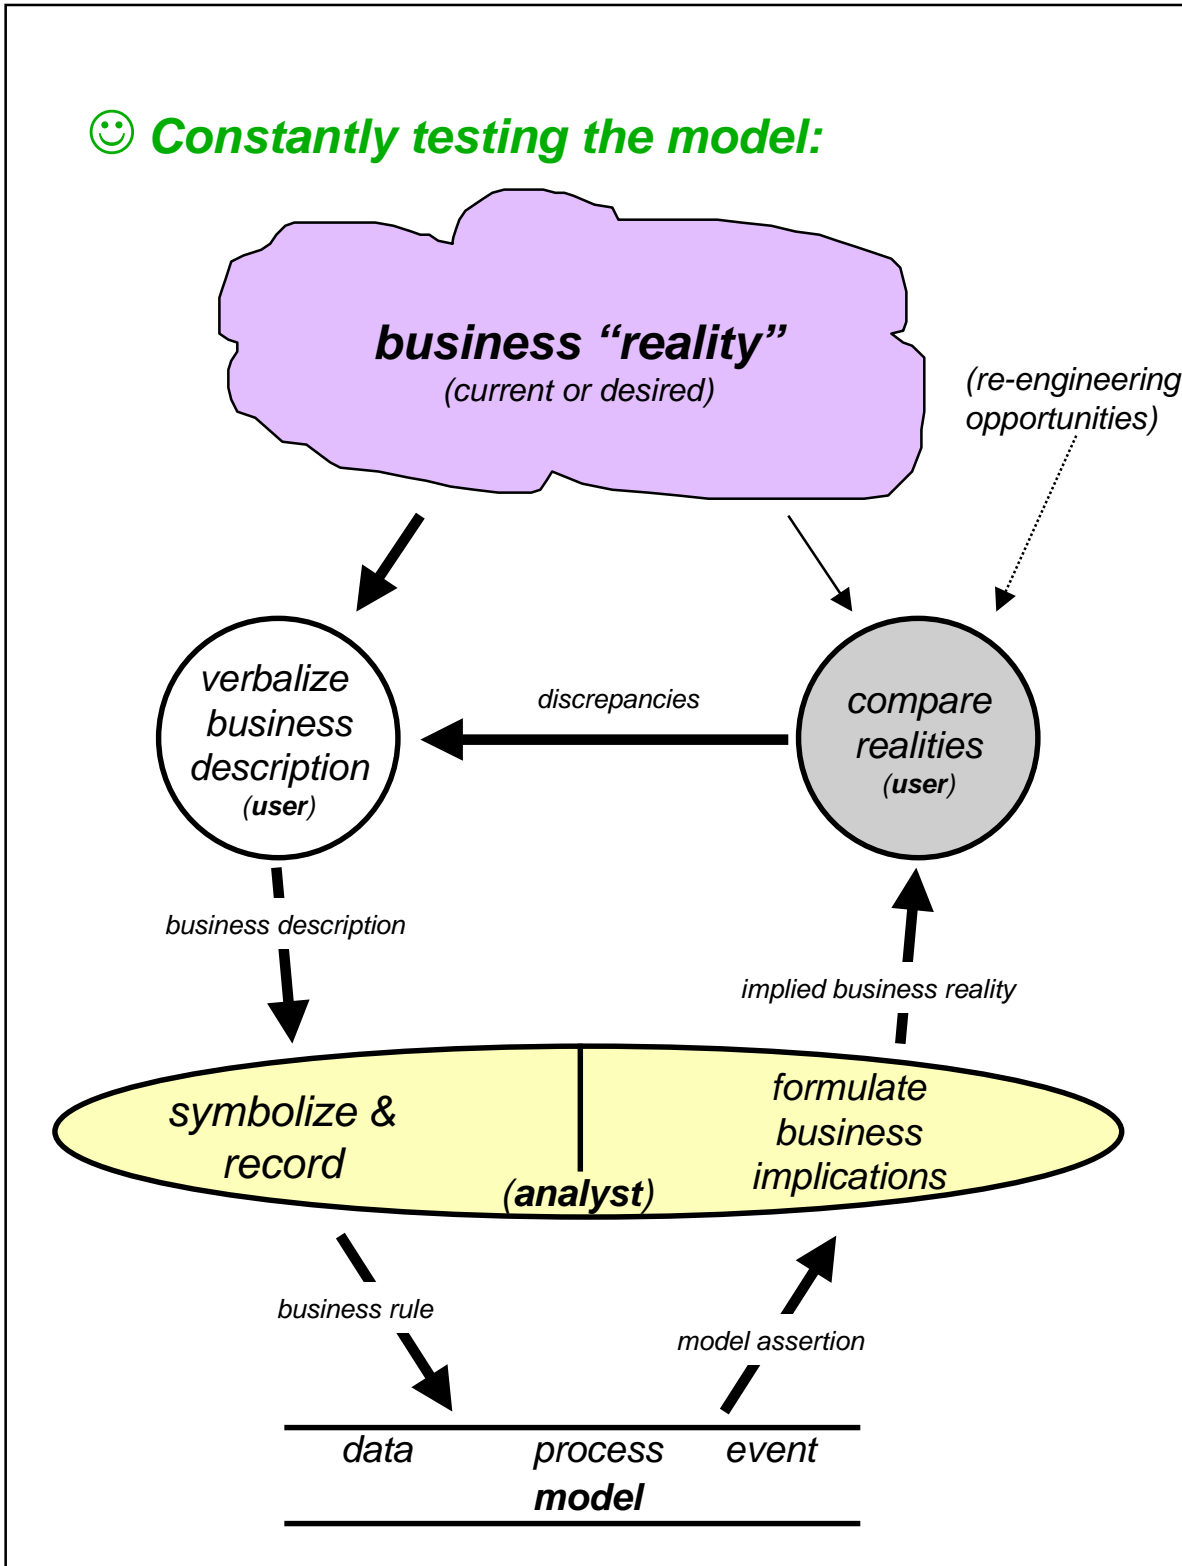 Constantly testing the model:
business “reality”
(current or desired)
(re-engineering
opportunities)
verbalize
business
description
(user)
discrepancies
compare
realities
(user)
business description
implied business reality
symbolize &
record
(analyst)
formulate
business
implications
business rule
model assertion
data process event
model